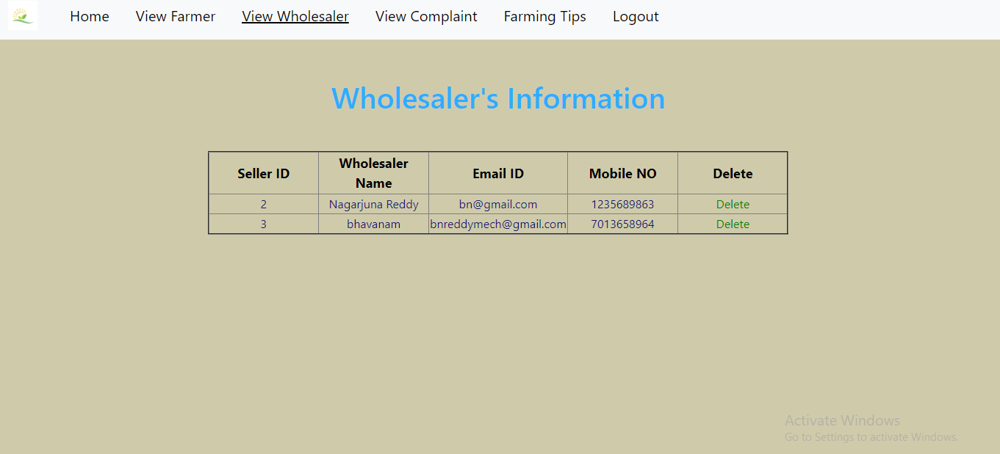 Home View Farmer View Wholesaler View Complaint Farming Tips Logout
Wholesaler's Information
Seller ID Wholesaler Name Email ID Mobile NO Delete
2 Nagarjuna Reddy bn@gmail.com 1235689863 Delete
3 bhavanam bnreddymech@gmail.com 7013658964 Delete
Activate Windows
Go to Settings to activate Windows.